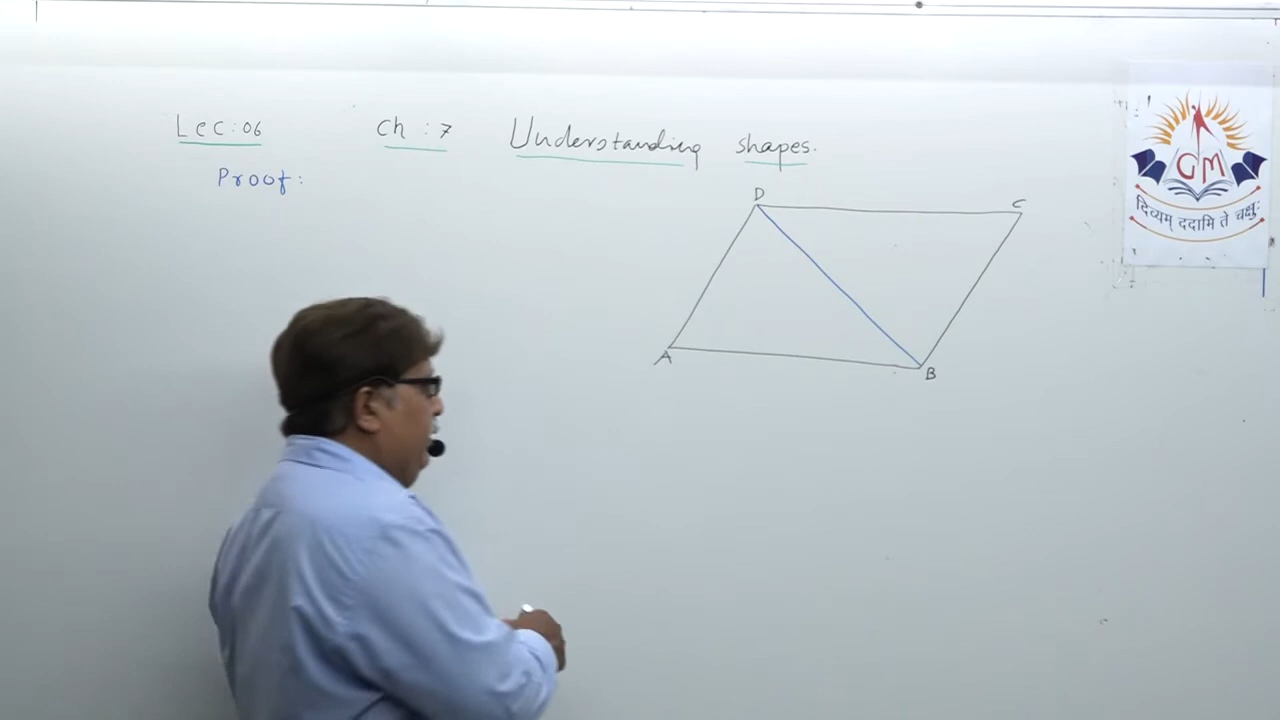 Lec:06 Ch:7 Understanding shapes.
Proof:
D
C
A
B
GM
दिव्यम् ददामि ते चक्षुः